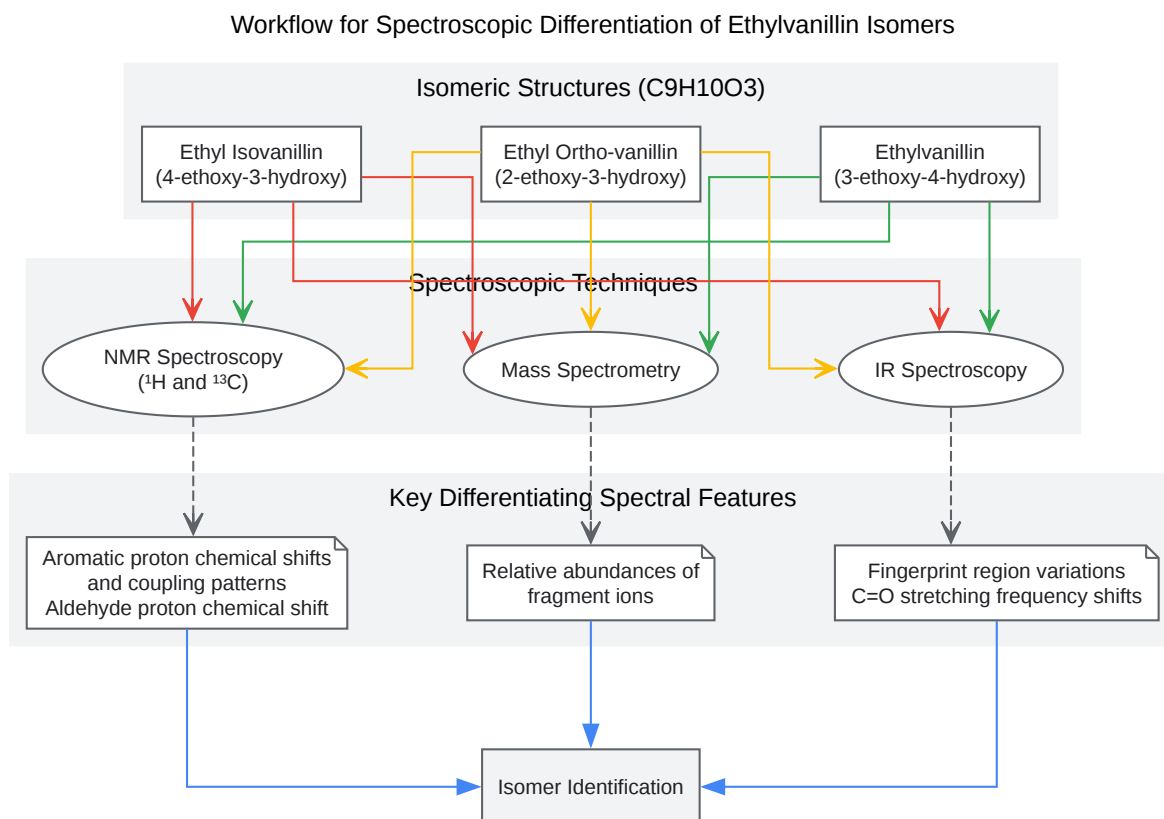 Workflow for Spectroscopic Differentiation of Ethylvanillin Isomers
Isomeric Structures (C9H10O3)
Ethyl Isovanillin
(4-ethoxy-3-hydroxy)
Ethyl Ortho-vanillin
(2-ethoxy-3-hydroxy)
Ethylvanillin
(3-ethoxy-4-hydroxy)
Spectroscopic Techniques
NMR Spectroscopy
(¹H and ¹³C)
Mass Spectrometry
IR Spectroscopy
Key Differentiating Spectral Features
Aromatic proton chemical shifts
and coupling patterns
Aldehyde proton chemical shift
Relative abundances of
fragment ions
Fingerprint region variations
C=O stretching frequency shifts
Isomer Identification